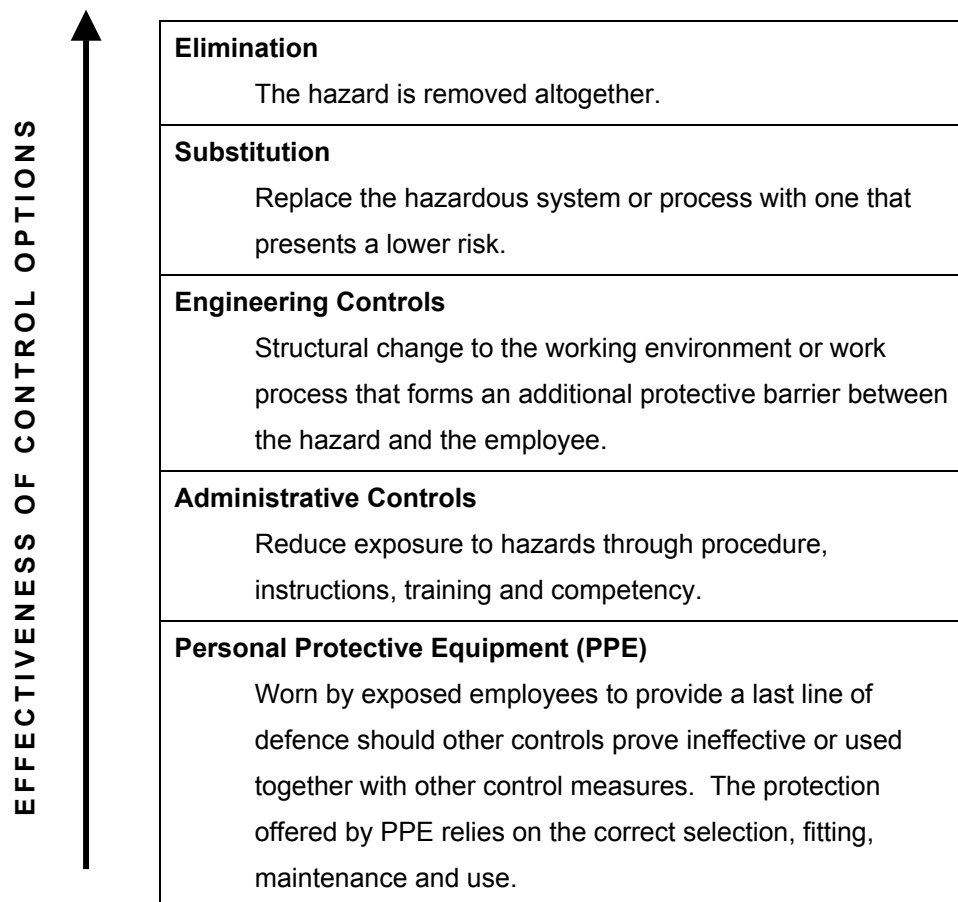 EFFECTIVENESS OF CONTROL OPTIONS
Elimination
The hazard is removed altogether.
Substitution
Replace the hazardous system or process with one that
presents a lower risk.
Engineering Controls
Structural change to the working environment or work
process that forms an additional protective barrier between
the hazard and the employee.
Administrative Controls
Reduce exposure to hazards through procedure,
instructions, training and competency.
Personal Protective Equipment (PPE)
Worn by exposed employees to provide a last line of
defence should other controls prove ineffective or used
together with other control measures.  The protection
offered by PPE relies on the correct selection, fitting,
maintenance and use.